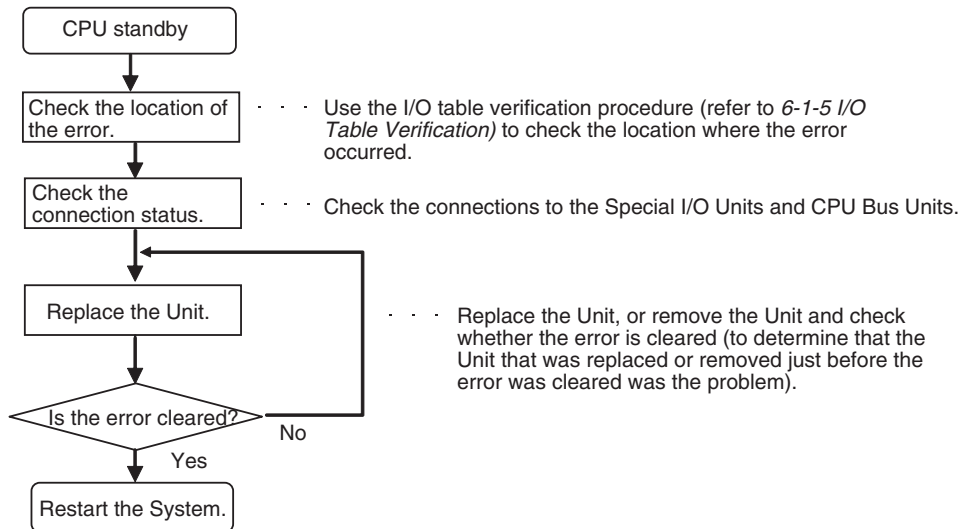 CPU standby
Check the location of
the error.
· · · Use the I/O table verification procedure (refer to 6-1-5 I/O
Table Verification) to check the location where the error
occurred.
Check the
connection status.
· · · Check the connections to the Special I/O Units and CPU Bus Units.
Replace the Unit.
· · · Replace the Unit, or remove the Unit and check
whether the error is cleared (to determine that the
Unit that was replaced or removed just before the
error was cleared was the problem).
Is the error cleared?
No
Yes
Restart the System.